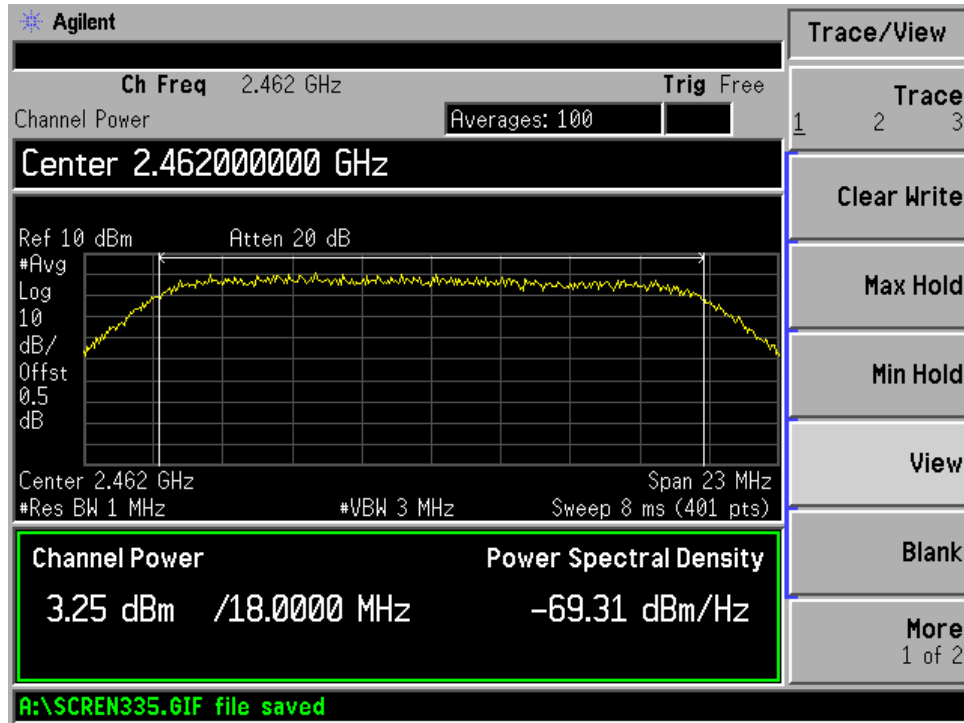 Agilent
Ch Freq 2.462 GHz Trig Free
Channel Power Averages: 100
Center 2.462000000 GHz
Ref 10 dBm Atten 20 dB
#Avg
Log
10
dB/
Offst
0.5
dB
Center 2.462 GHz Span 23 MHz
#Res BW 1 MHz #VBW 3 MHz Sweep 8 ms (401 pts)
Channel Power Power Spectral Density
3.25 dBm /18.0000 MHz -69.31 dBm/Hz
A:\SCREN335.GIF file saved
Trace/View
Trace
1 2 3
Clear Write
Max Hold
Min Hold
View
Blank
More
1 of 2